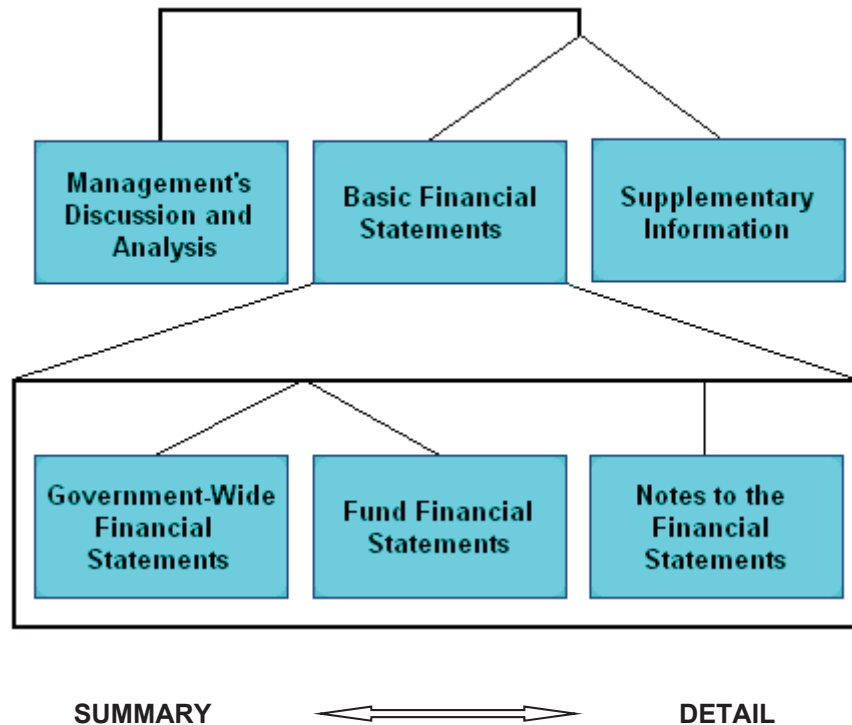 Management's
Discussion and
Analysis
Basic Financial
Statements
Supplementary
Information
Government-Wide
Financial
Statements
Fund Financial
Statements
Notes to the
Financial
Statements
SUMMARY
DETAIL